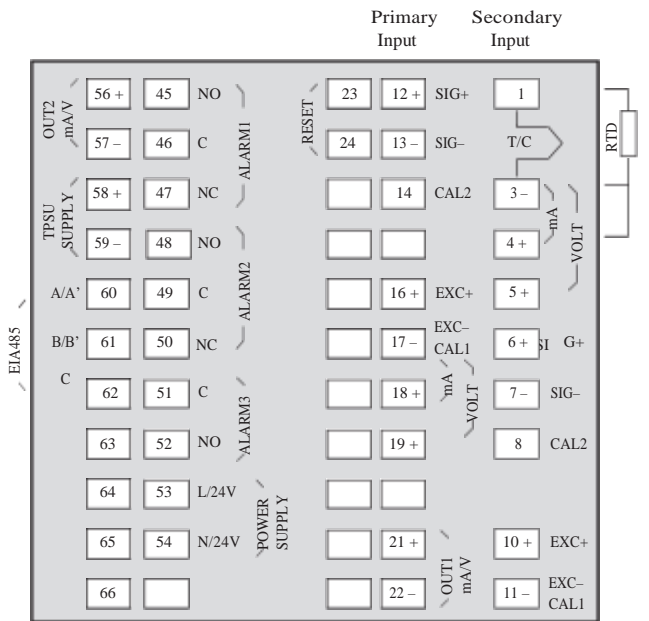 Primary Input
Secondary Input
OUT2 mA/V
56 + 45 NO
57 – 46 C
ALARM1
TPSU SUPPLY
58 + 47 NC
59 – 48 NO
EIA485
A/A' 60 49 C
ALARM2
B/B' 61 50 NC
C 62 51 C
ALARM3
63 52 NO
64 53 L/24V
POWER SUPPLY
65 54 N/24V
66
RESET
23 12 + SIG+
24 13 – SIG–
14 CAL2
16 + EXC+
17 – EXC– CAL1
18 +
mA
VOLT
19 +
21 +
OUT1 mA/V
22 –
1
T/C
RTD
3 –
mA
4 +
VOLT
5 +
6 + SI G+
7 – SIG–
8 CAL2
10 + EXC+
11 – EXC– CAL1